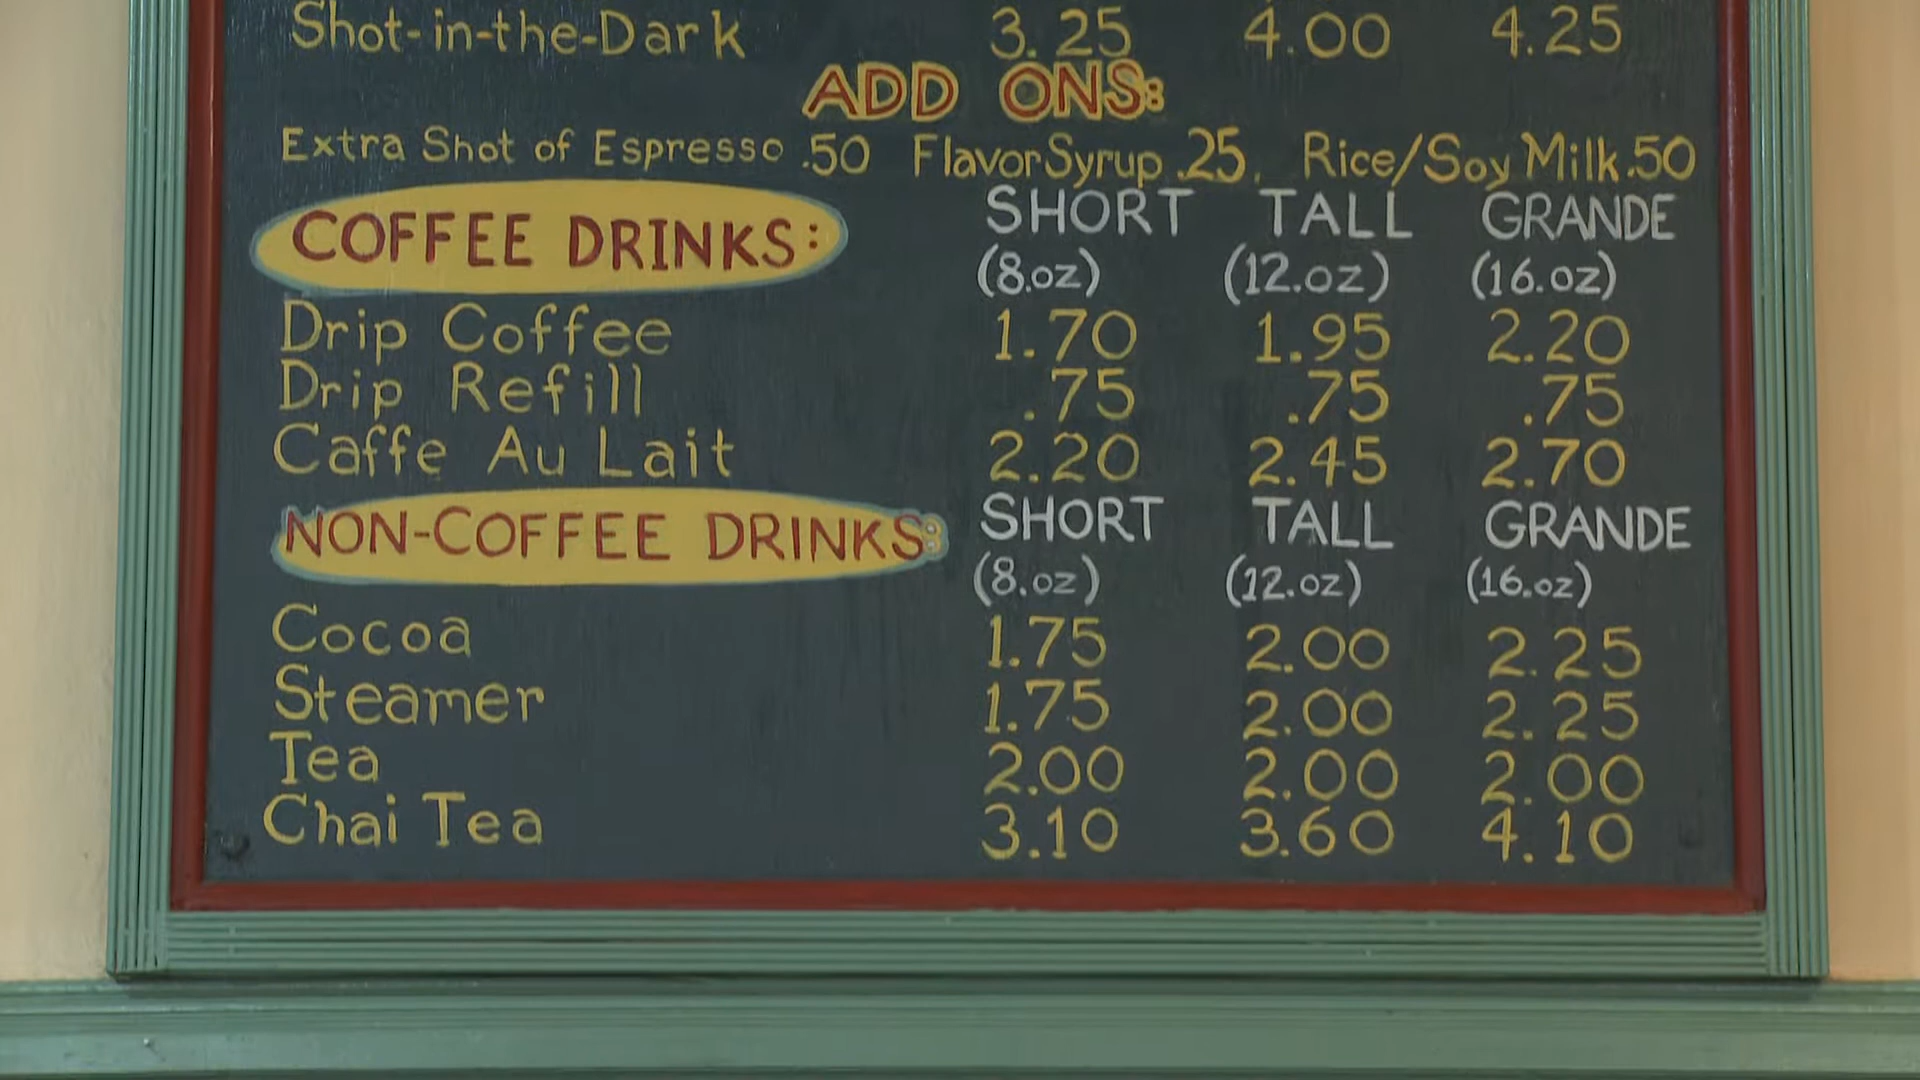 Shot-in-the-Dark 3.25 4.00 4.25
ADD ONS:
Extra Shot of Espresso .50 Flavor Syrup .25. Rice/Soy Milk .50
COFFEE DRINKS: SHORT TALL GRANDE
(8.oz) (12.oz) (16.oz)
Drip Coffee 1.70 1.95 2.20
Drip Refill .75 .75 .75
Caffe Au Lait 2.20 2.45 2.70
NON-COFFEE DRINKS: SHORT TALL GRANDE
(8.oz) (12.oz) (16.oz)
Cocoa 1.75 2.00 2.25
Steamer 1.75 2.00 2.25
Tea 2.00 2.00 2.00
Chai Tea 3.10 3.60 4.10